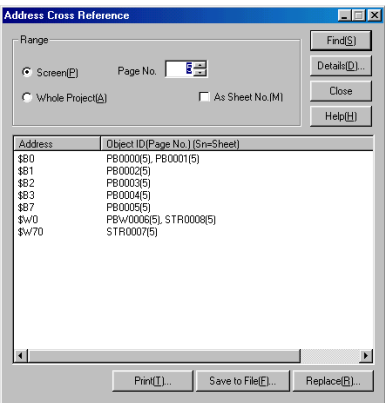 Address Cross Reference
Range
Find(S)
Screen(P)
Page No.
5
Details(D)...
Whole Project(A)
As Sheet No.(M)
Close
Help(H)
Address Object ID(Page No.) (Sn=Sheet)
$B0 PB0000(5), PB0001(5)
$B1 PB0002(5)
$B2 PB0003(5)
$B3 PB0004(5)
$B7 PB0005(5)
$W0 PBW0006(5), STR0008(5)
$W70 STR0007(5)
Print(T)...
Save to File(F)...
Replace(R)...